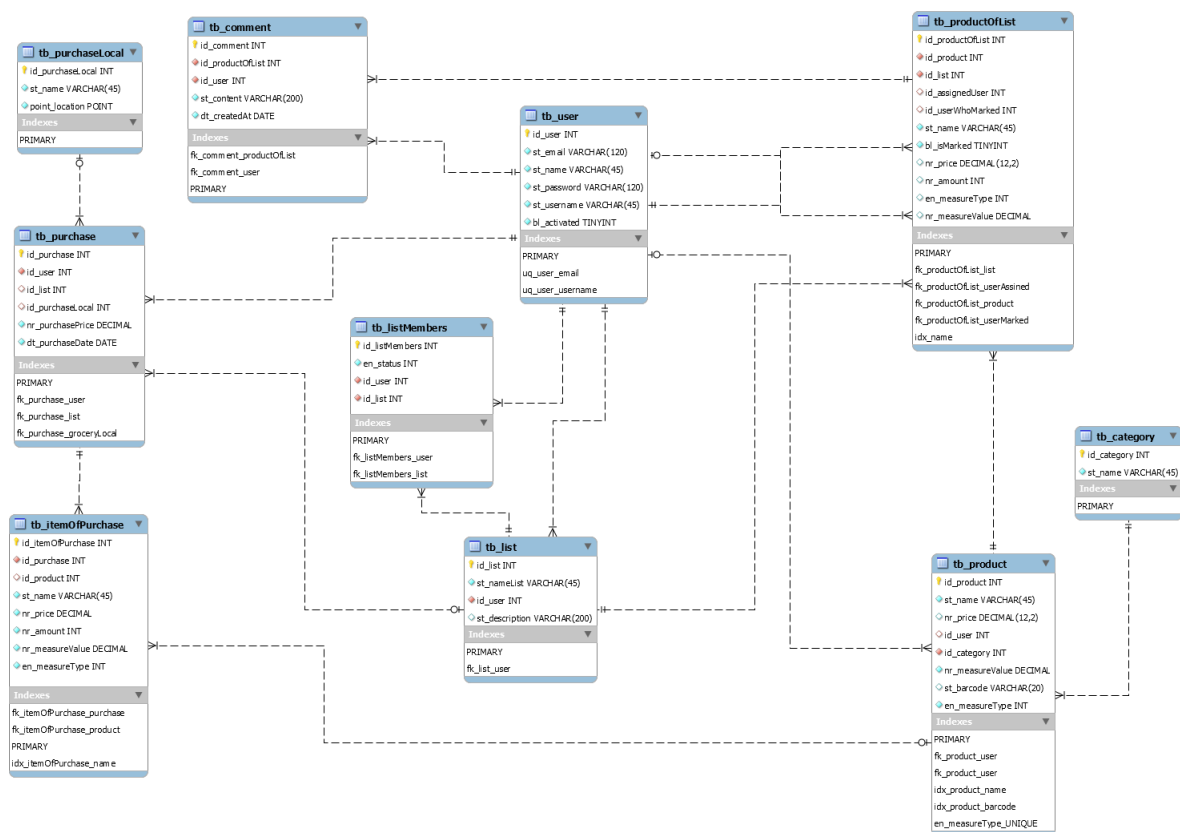 tb_purchaseLocal
id_purchaseLocal INT
st_name VARCHAR(45)
point_location POINT
Indexes
PRIMARY
tb_comment
id_comment INT
id_productOfList INT
id_user INT
st_content VARCHAR(200)
dt_createdAt DATE
Indexes
fk_comment_productOfList
fk_comment_user
PRIMARY
tb_user
id_user INT
st_email VARCHAR(120)
st_name VARCHAR(45)
st_password VARCHAR(120)
st_username VARCHAR(45)
bl_activated TINYINT
Indexes
PRIMARY
uq_user_email
uq_user_username
tb_productOfList
id_productOfList INT
id_product INT
id_list INT
id_assignedUser INT
id_userWhoMarked INT
st_name VARCHAR(45)
bl_isMarked TINYINT
nr_price DECIMAL(12,2)
nr_amount INT
en_measureType INT
nr_measureValue DECIMAL
Indexes
PRIMARY
fk_productOfList_list
fk_productOfList_userAssined
fk_productOfList_product
fk_productOfList_userMarked
idx_name
tb_purchase
id_purchase INT
id_user INT
id_list INT
id_purchaseLocal INT
nr_purchasePrice DECIMAL
dt_purchaseDate DATE
Indexes
PRIMARY
fk_purchase_user
fk_purchase_list
fk_purchase_groceryLocal
tb_listMembers
id_listMembers INT
en_status INT
id_user INT
id_list INT
Indexes
PRIMARY
fk_listMembers_user
fk_listMembers_list
tb_category
id_category INT
st_name VARCHAR(45)
Indexes
PRIMARY
tb_itemOfPurchase
id_itemOfPurchase INT
id_purchase INT
id_product INT
st_name VARCHAR(45)
nr_price DECIMAL
nr_amount INT
nr_measureValue DECIMAL
en_measureType INT
Indexes
fk_itemOfPurchase_purchase
fk_itemOfPurchase_product
PRIMARY
idx_itemOfPurchase_name
tb_list
id_list INT
st_nameList VARCHAR(45)
id_user INT
st_description VARCHAR(200)
Indexes
PRIMARY
fk_list_user
tb_product
id_product INT
st_name VARCHAR(45)
nr_price DECIMAL(12,2)
id_user INT
id_category INT
nr_measureValue DECIMAL
st_barcode VARCHAR(20)
en_measureType INT
Indexes
PRIMARY
fk_product_user
fk_product_user
idx_product_name
idx_product_barcode
en_measureType_UNIQUE